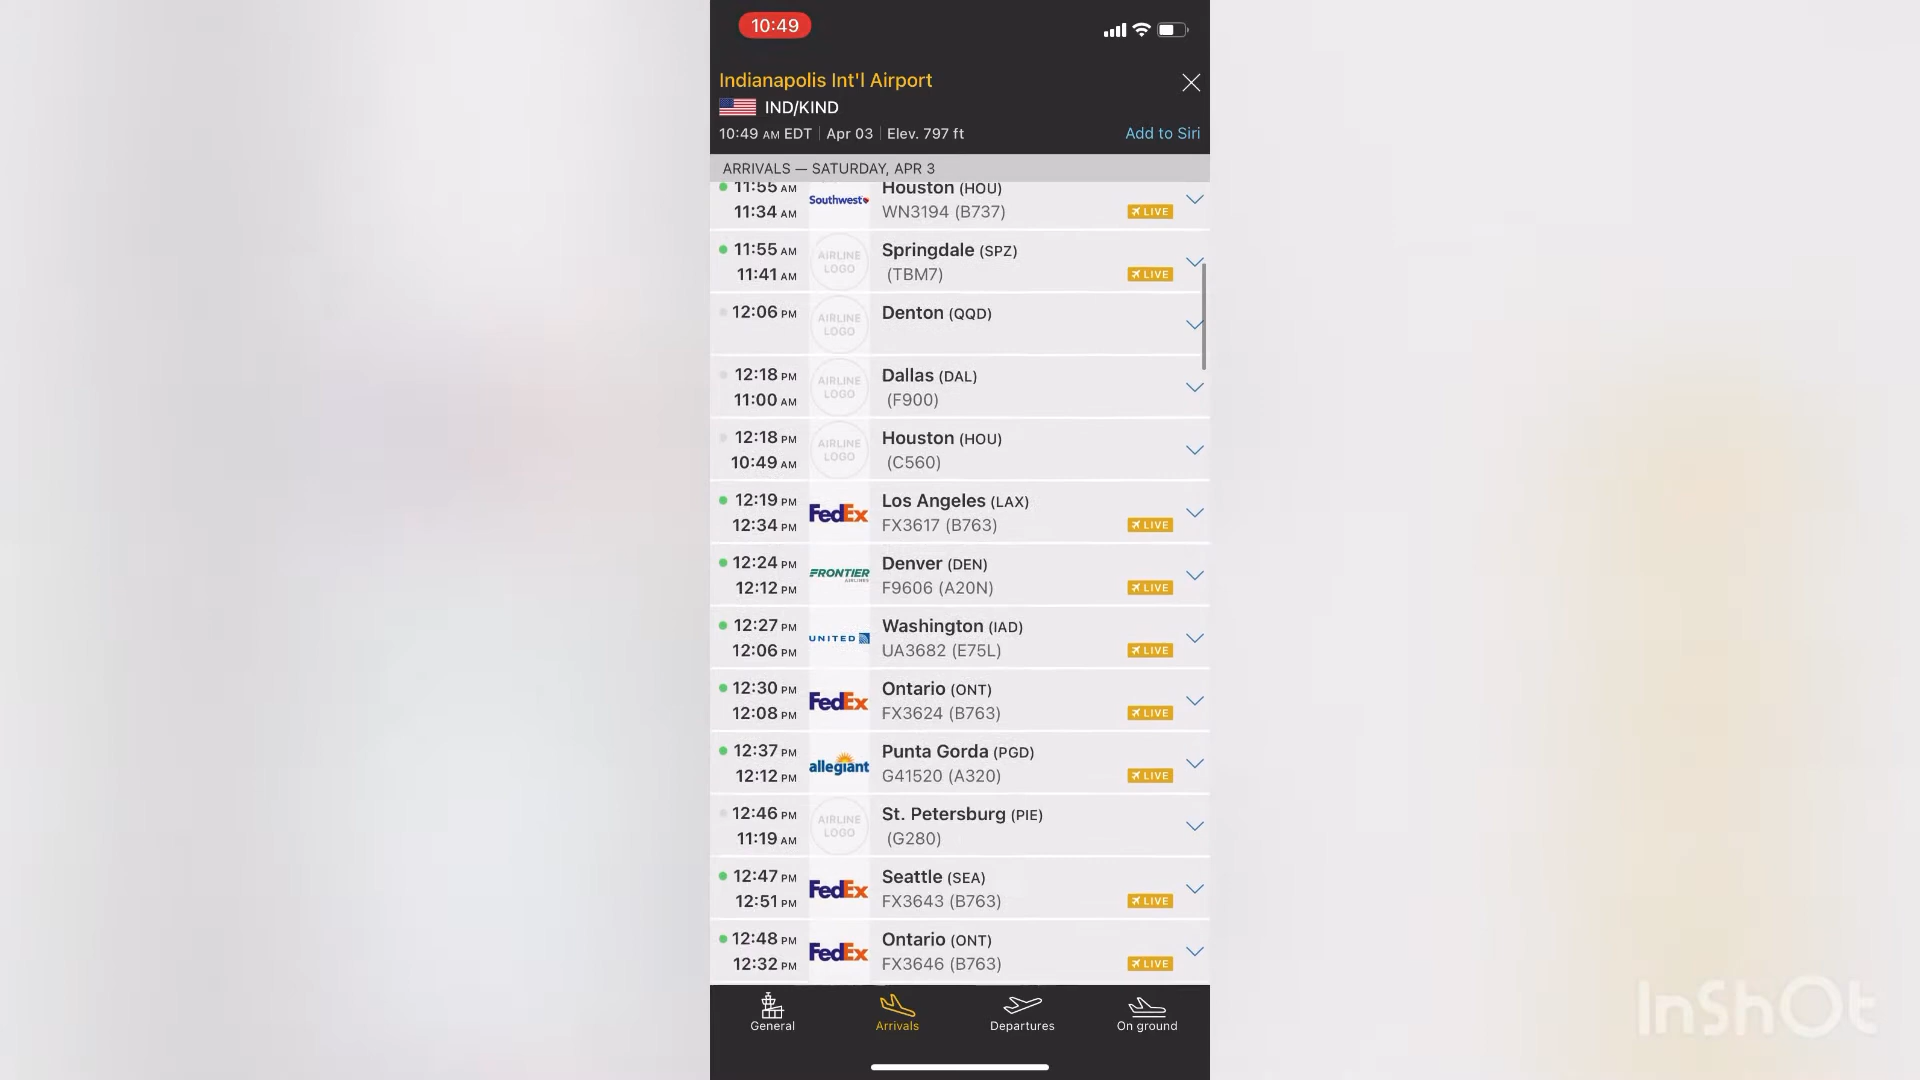 10:49
Indianapolis Int'l Airport
IND/KIND
10:49 AM EDT Apr 03 Elev. 797 ft Add to Siri
ARRIVALS — SATURDAY, APR 3
11:55 AM Southwest Houston (HOU)
11:34 AM WN3194 (B737) LIVE
11:55 AM AIRLINE LOGO Springdale (SPZ)
11:41 AM (TBM7) LIVE
12:06 PM AIRLINE LOGO Denton (QQD)
12:18 PM AIRLINE LOGO Dallas (DAL)
11:00 AM (F900)
12:18 PM AIRLINE LOGO Houston (HOU)
10:49 AM (C560)
12:19 PM FedEx Los Angeles (LAX)
12:34 PM FX3617 (B763) LIVE
12:24 PM FRONTIER AIRLINES Denver (DEN)
12:12 PM F9606 (A20N) LIVE
12:27 PM UNITED Washington (IAD)
12:06 PM UA3682 (E75L) LIVE
12:30 PM FedEx Ontario (ONT)
12:08 PM FX3624 (B763) LIVE
12:37 PM allegiant Punta Gorda (PGD)
12:12 PM G41520 (A320) LIVE
12:46 PM AIRLINE LOGO St. Petersburg (PIE)
11:19 AM (G280)
12:47 PM FedEx Seattle (SEA)
12:51 PM FX3643 (B763) LIVE
12:48 PM FedEx Ontario (ONT)
12:32 PM FX3646 (B763) LIVE
General Arrivals Departures On ground
InShOt